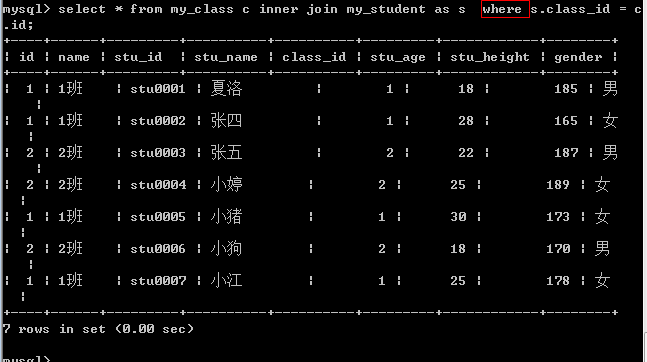 mysql> select * from my_class c inner join my_student as s  where s.class_id = c
.id;
+----+------+---------+----------+----------+---------+------------+--------+
| id | name | stu_id  | stu_name | class_id | stu_age | stu_height | gender |
+----+------+---------+----------+----------+---------+------------+--------+
|  1 | 1班  | stu0001 | 夏洛     |        1 |      18 |        185 | 男
|
|  1 | 1班  | stu0002 | 张四     |        1 |      28 |        165 | 女
|
|  2 | 2班  | stu0003 | 张五     |        2 |      22 |        187 | 男
|
|  2 | 2班  | stu0004 | 小婷     |        2 |      25 |        189 | 女
|
|  1 | 1班  | stu0005 | 小猪     |        1 |      30 |        173 | 女
|
|  2 | 2班  | stu0006 | 小狗     |        2 |      18 |        170 | 男
|
|  1 | 1班  | stu0007 | 小江     |        1 |      25 |        178 | 女
|
+----+------+---------+----------+----------+---------+------------+--------+
7 rows in set (0.00 sec)
mysql>